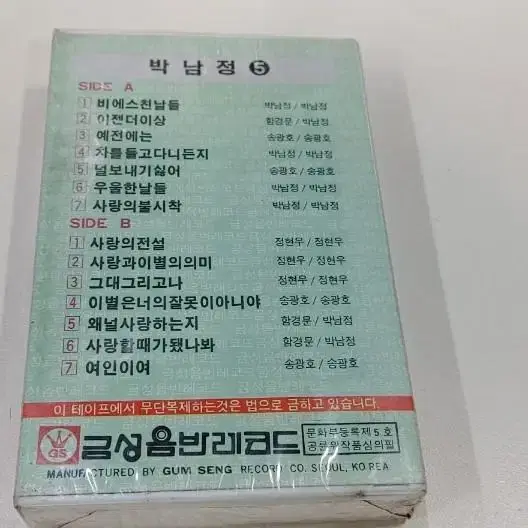 박남정 ❺
SIDE A
1 비에스친날들 박남정 / 박남정
2 이젠더이상 함경문 / 박남정
3 예전에는 송광호 / 송광호
4 차를들고다니든지 박남정 / 박남정
5 널보내기싫어 송광호 / 송광호
6 우울한날들 박남정 / 박남정
7 사랑의불시착 박남정 / 박남정
SIDE B
1 사랑의전설 정현우 / 정현우
2 사랑과이별의의미 정현우 / 정현우
3 그대그리고나 정현우 / 정현우
4 이별은너의잘못이아니야 송광호 / 송광호
5 왜널사랑하는지 함경문 / 박남정
6 사랑할때가됐나봐 함경문 / 박남정
7 여인이여 송광호 / 송광호
이 테이프에서 무단복제하는것은 법으로 금하고 있습니다.
GS 금성음반레코드
문화부등록제5호
공륜위작품심의필
MANUFACTURED BY GUM SENG RECORD CO. SEOUL, KOREA